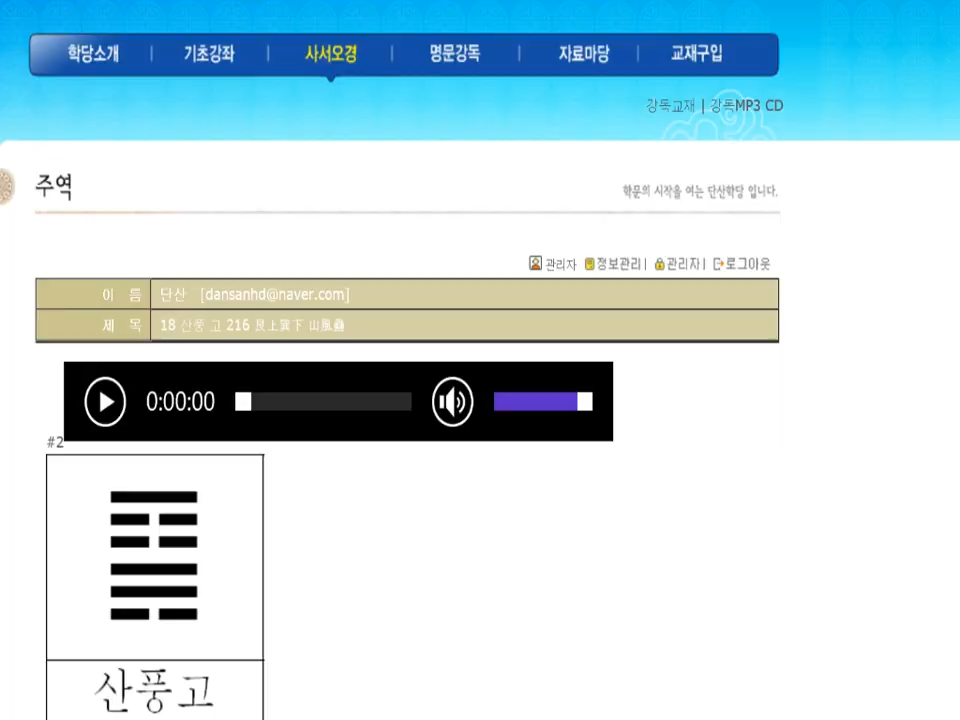 학당소개 | 기초강좌 | 사서오경 | 명문강독 | 자료마당 | 교재구입
강독교재 | 강독MP3 CD
주역
학문의 시작을 여는 단산학당 입니다.
관리자 정보관리 | 관리자 | 로그아웃
이 름 단산 [dansanhd@naver.com]
제 목 18 산풍 고 216 艮上巽下 山風蠱
0:00:00
#2
산풍고